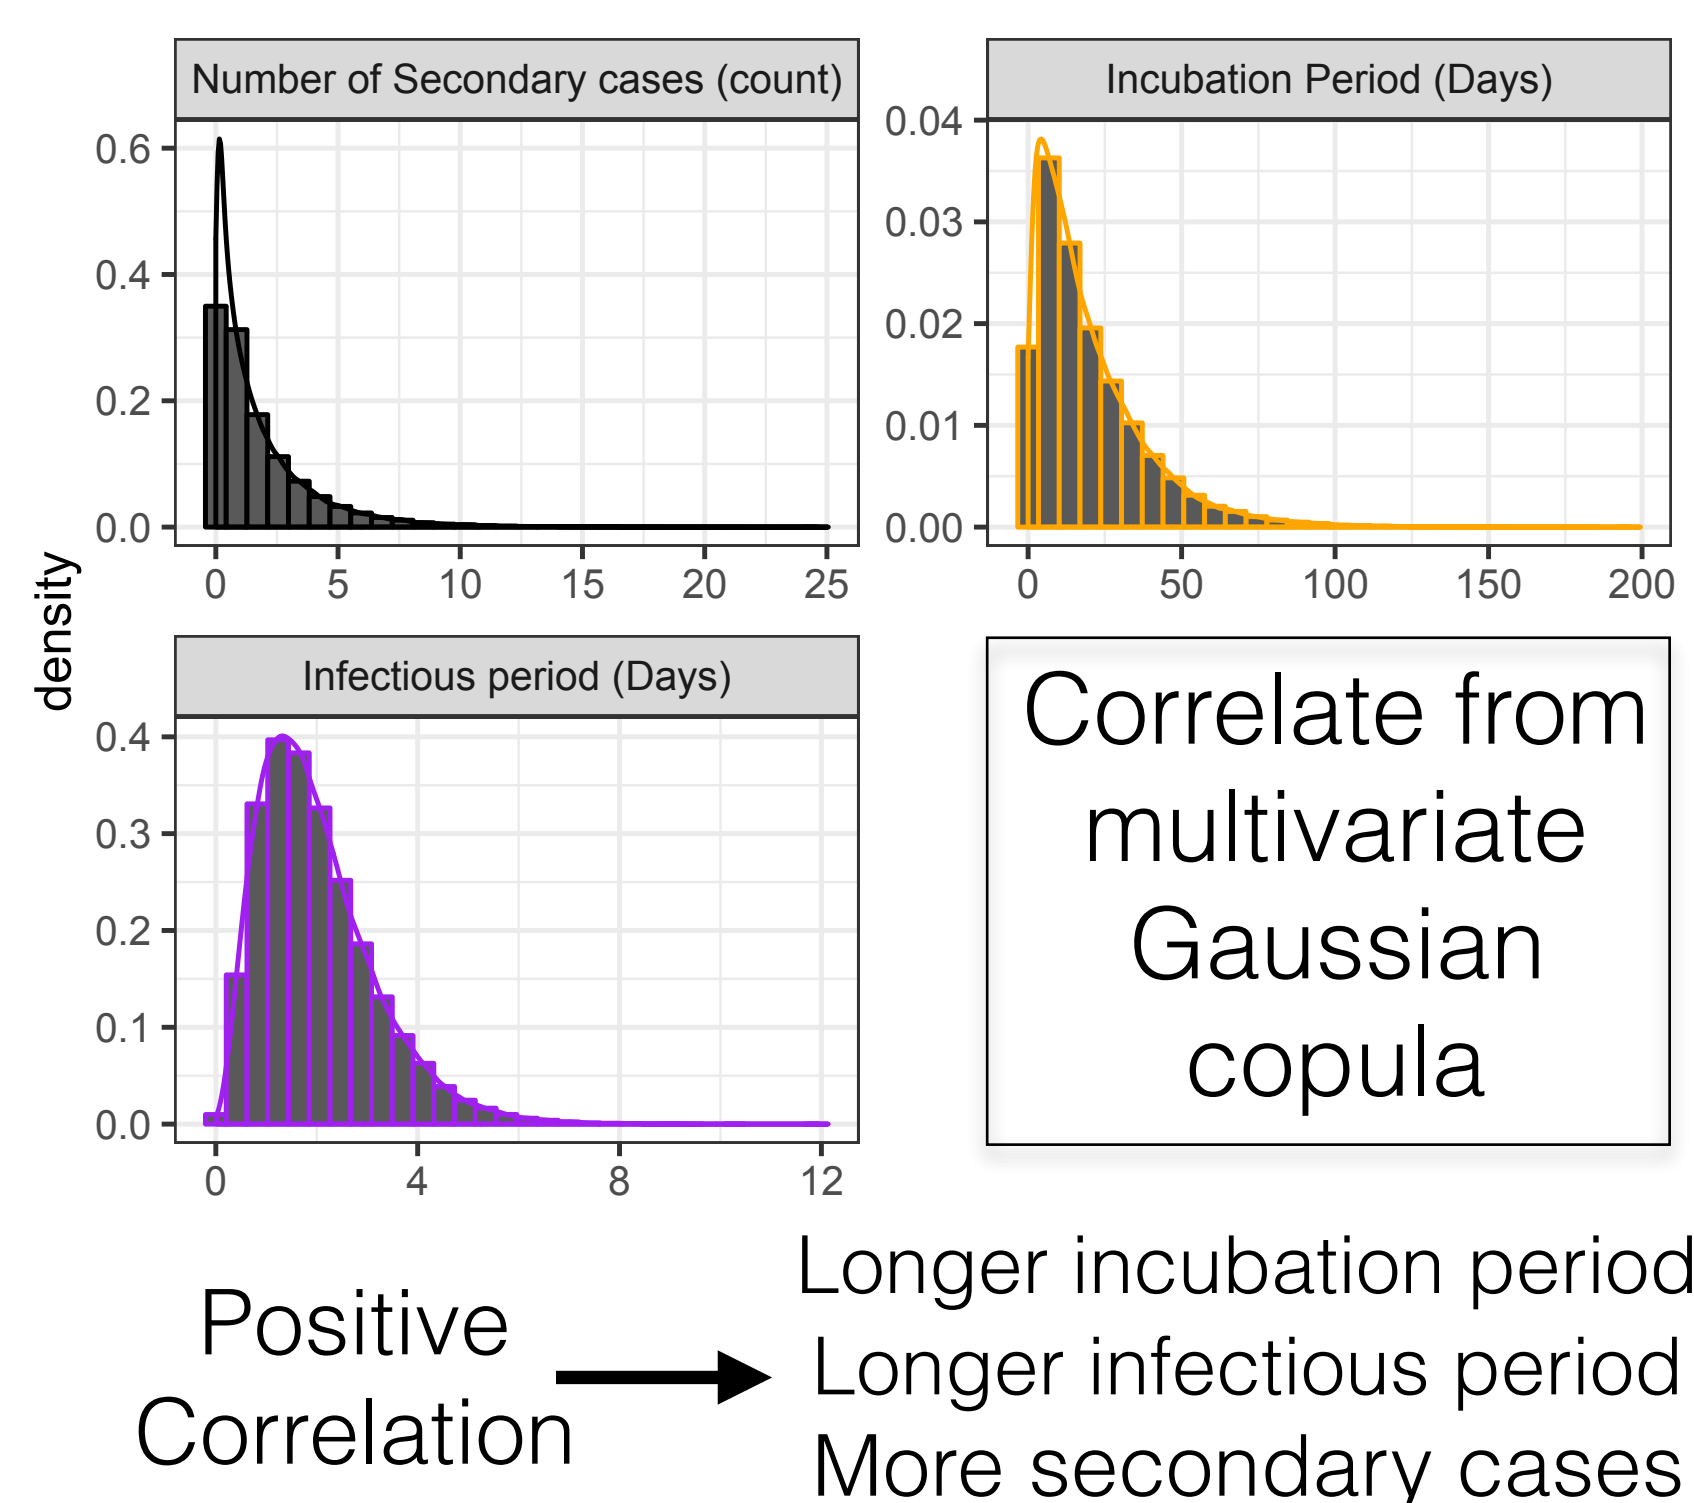 Number of Secondary cases (count)
Incubation Period (Days)
0.6
0.4
0.2
0.0
0 5 10 15 20 25
0.04
0.03
0.02
0.01
0.00
0 50 100 150 200
density
Infectious period (Days)
0.4
0.3
0.2
0.1
0.0
0 4 8 12
Correlate from
multivariate
Gaussian
copula
Positive
Correlation
Longer incubation period
Longer infectious period
More secondary cases